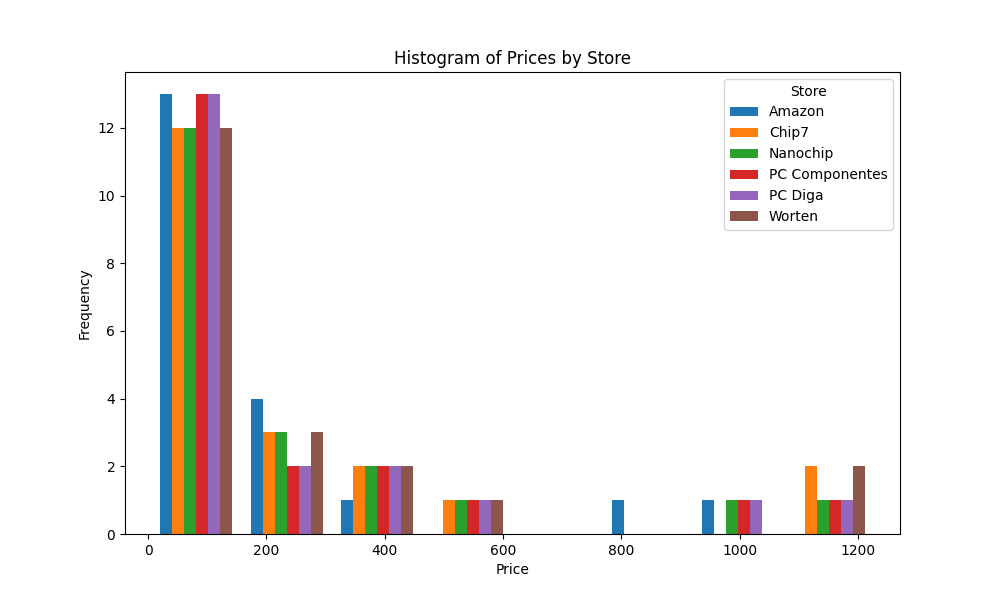 Histogram of Prices by Store
Store
Amazon
Chip7
Nanochip
PC Componentes
PC Diga
Worten
Frequency
12
10
8
6
4
2
0
0 200 400 600 800 1000 1200
Price